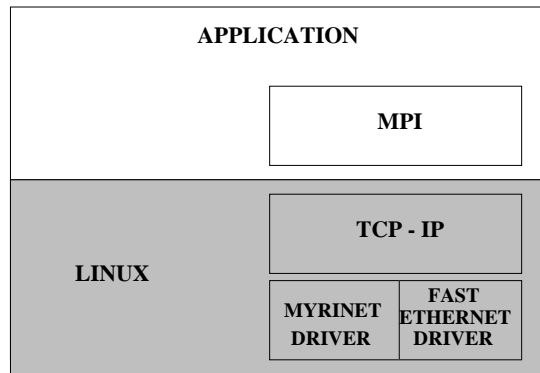 APPLICATION
MPI
TCP - IP
LINUX
MYRINET
DRIVER
FAST
ETHERNET
DRIVER